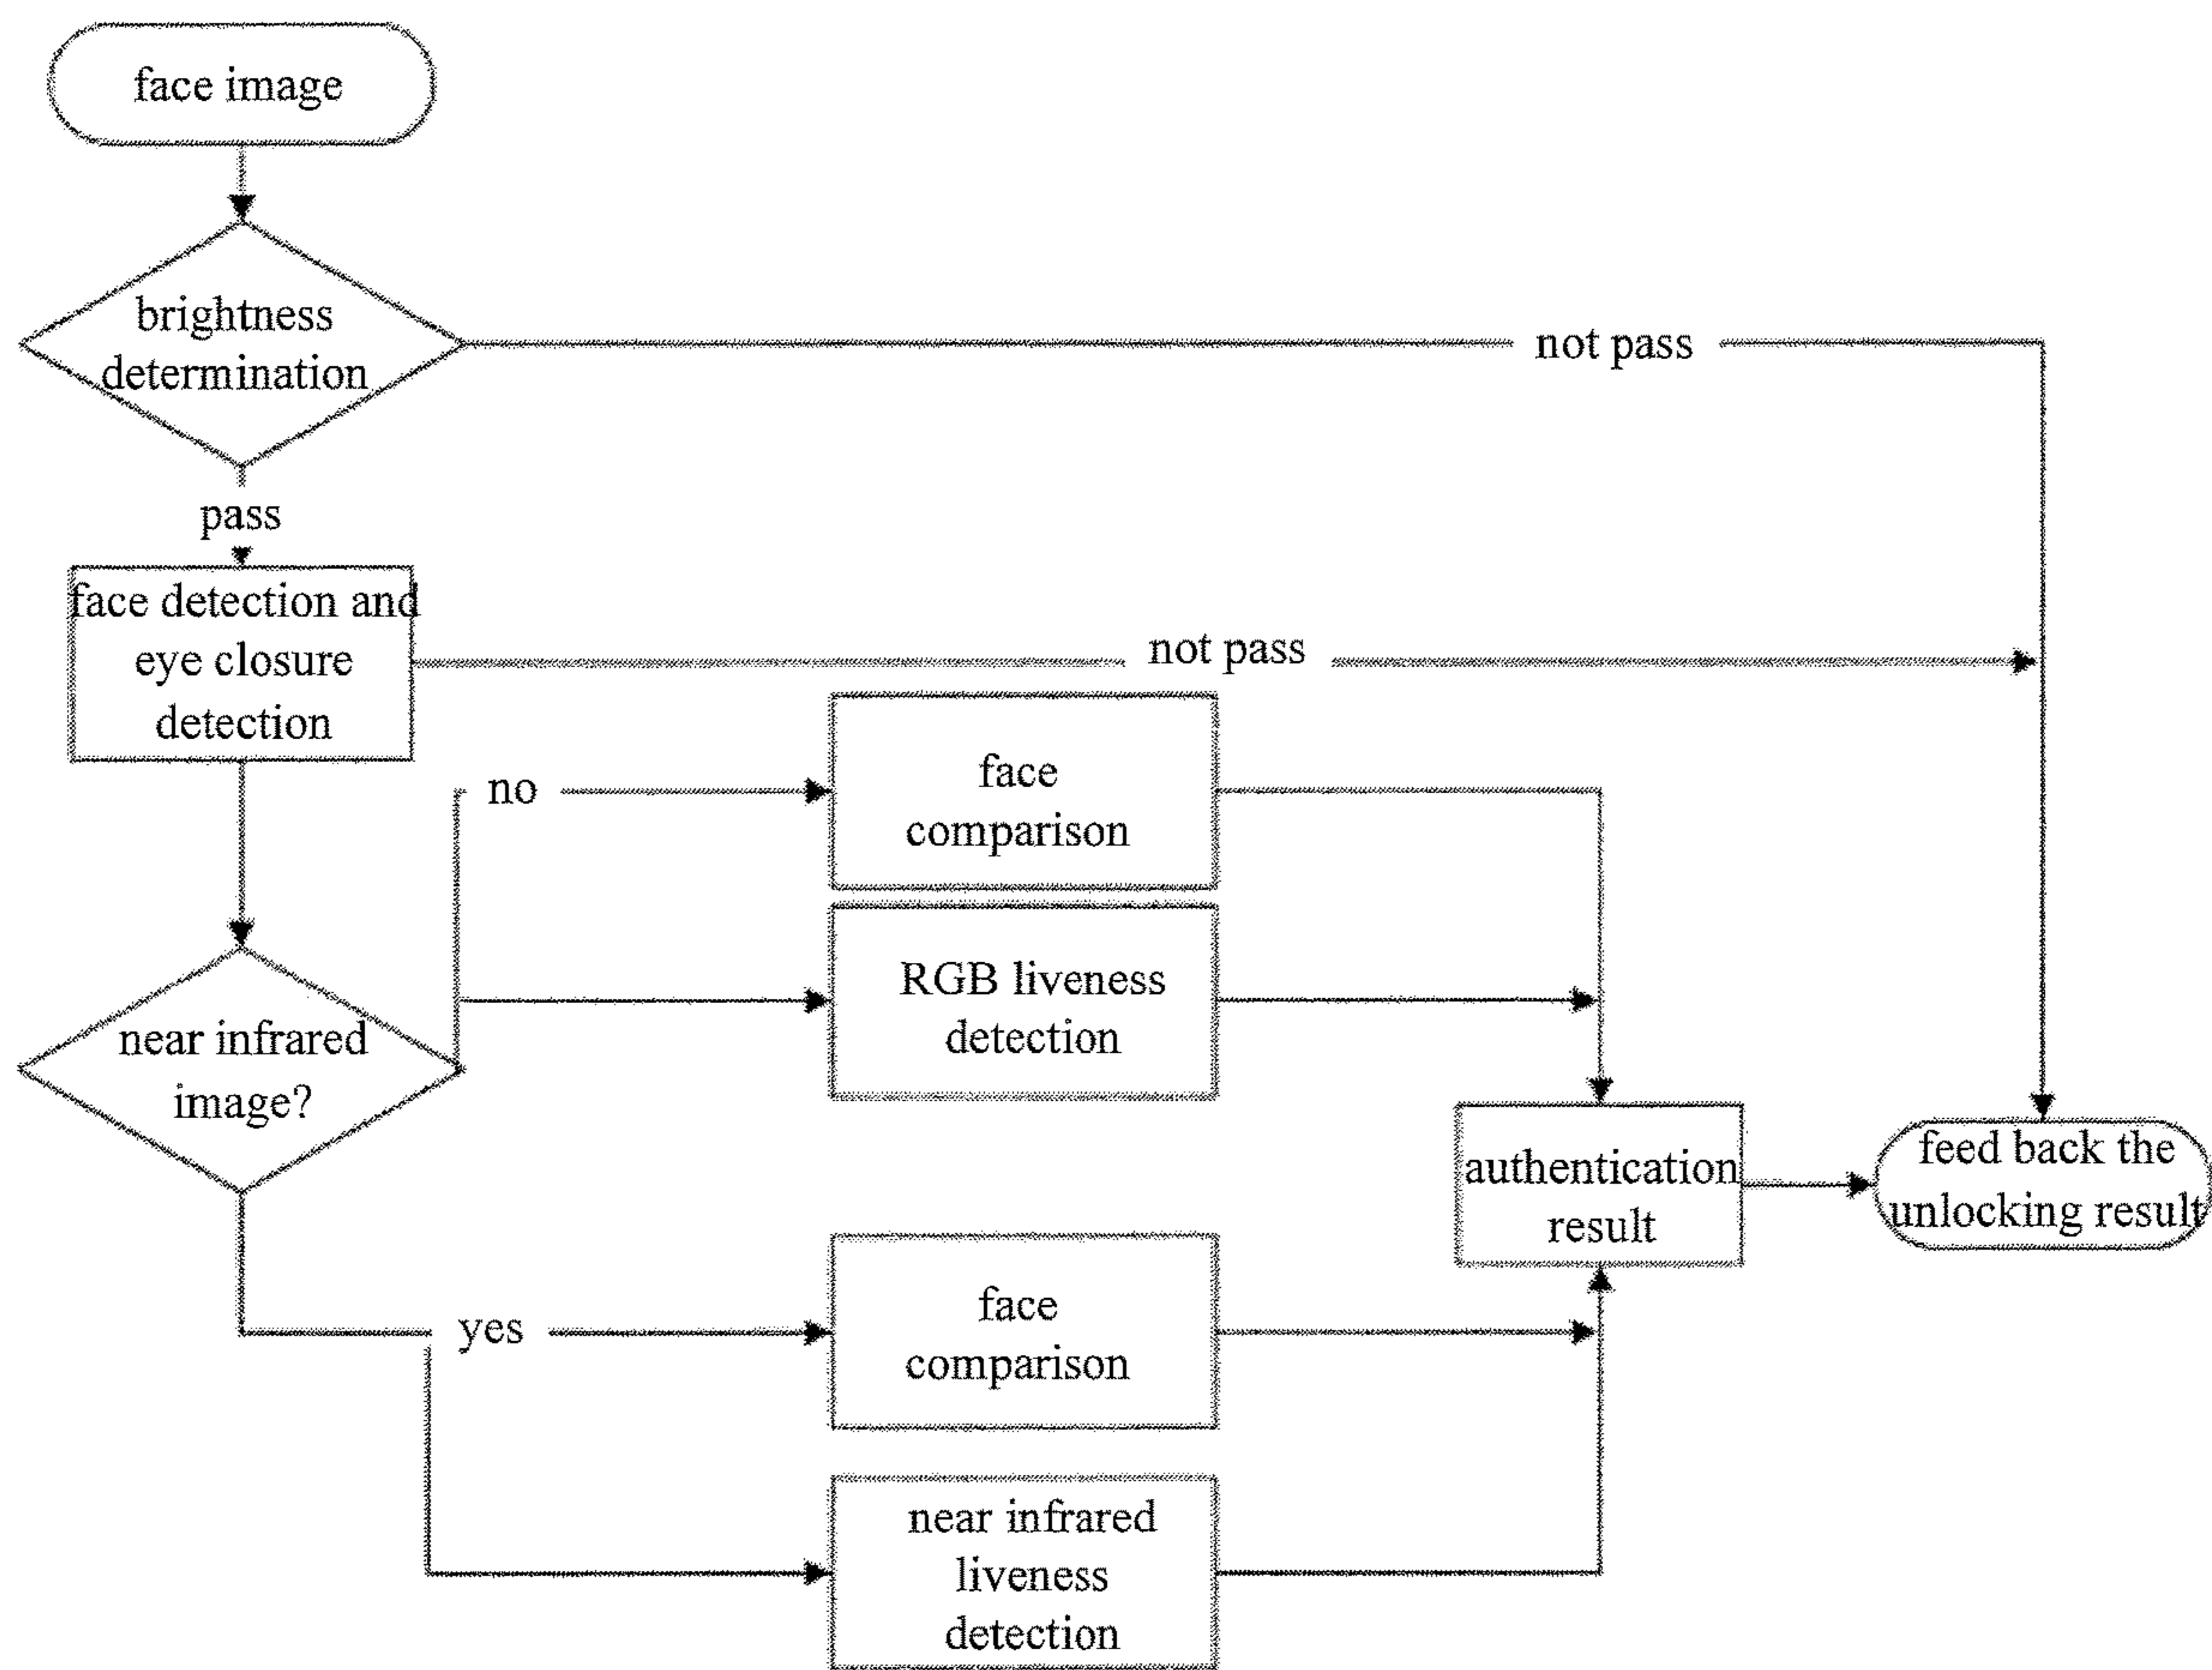 face image
brightness
determination
not pass
pass
face detection and
eye closure
detection
not pass
no
face
comparison
RGB liveness
detection
near infrared
image?
authentication
result
feed back the
unlocking result
yes
face
comparison
near infrared
liveness
detection